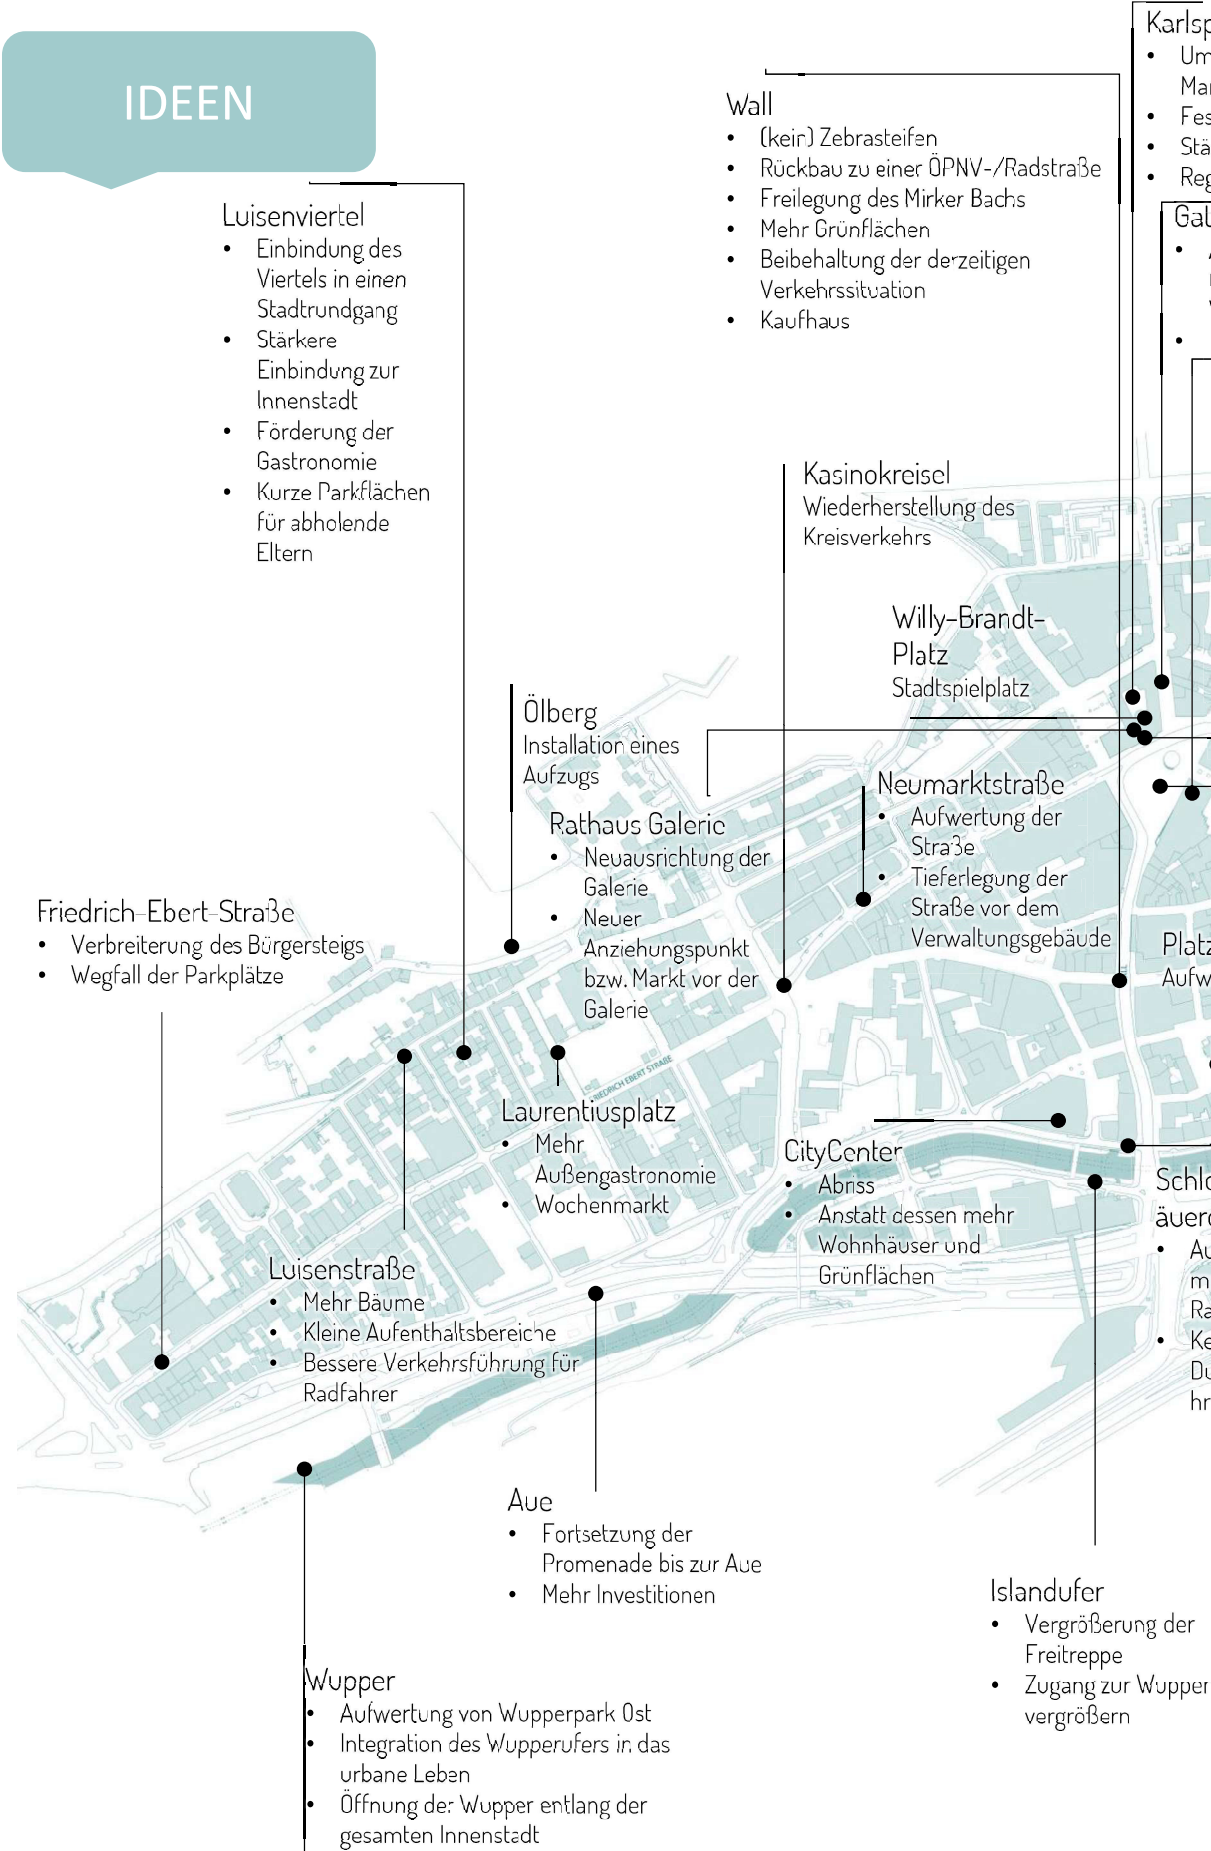 IDEEN
Luisenviertel
• Einbindung des
Viertels in einen
Stadtrundgang
• Stärkere
Einbindung zur
Innenstadt
• Förderung der
Gastronomie
• Kurze Parkflächen
für abholende
Eltern
Wall
• (kein) Zebrasteifen
• Rückbau zu einer ÖPNV-/Radstraße
• Freilegung des Mirker Bachs
• Mehr Grünflächen
• Beibehaltung der derzeitigen
Verkehrssituation
• Kaufhaus
Kasinokreisel
Wiederherstellung des
Kreisverkehrs
Willy-Brandt-
Platz
Stadtspielplatz
Ölberg
Installation eines
Aufzugs
Rathaus Galerie
• Neuausrichtung der
Galerie
• Neuer
Anziehungspunkt
bzw. Markt vor der
Galerie
Neumarktstraße
• Aufwertung der
Straße
• Tieferlegung der
Straße vor dem
Verwaltungsgebäude
Friedrich-Ebert-Straße
• Verbreiterung des Bürgersteigs
• Wegfall der Parkplätze
Platz
RIEDRICH EBERT STRAßE
Laurentiusplatz
• Mehr
Außengastronomie
• Wochenmarkt
CityCenter
• Abriss
• Anstatt dessen mehr
Wohnhäuser und
Grünflächen
Luisenstraße
• Mehr Bäume
• Kleine Aufenthaltsbereiche
• Bessere Verkehrsführung für
Radfahrer
Aue
• Fortsetzung der
Promenade bis zur Aue
• Mehr Investitionen
Islandufer
• Vergrößerung der
Freitreppe
• Zugang zur Wupper
vergrößern
Wupper
• Aufwertung von Wupperpark Ost
• Integration des Wupperufers in das
urbane Leben
• Öffnung der Wupper entlang der
gesamten Innenstadt